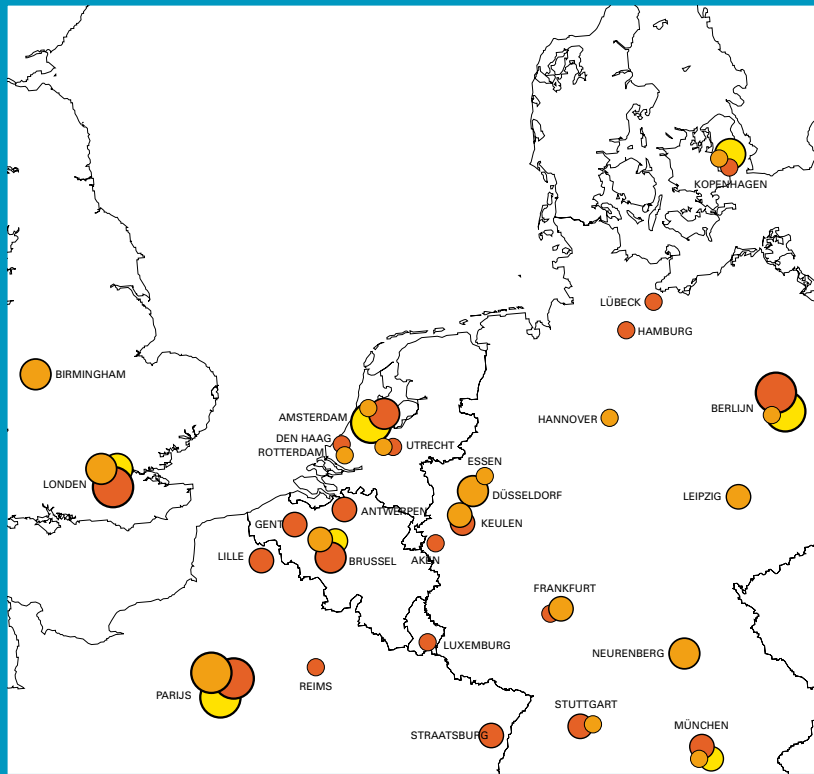 KOPENHAGEN
LÜBECK
HAMBURG
BIRMINGHAM
BERLIJN
AMSTERDAM
HANNOVER
DEN HAAG
UTRECHT
ROTTERDAM
ESSEN
LONDEN
DÜSSELDORF
LEIPZIG
ANTWERPEN
GENT
KEULEN
LILLE
BRUSSEL
AKEN
FRANKFURT
LUXEMBURG
NEURENBERG
REIMS
PARIJS
STUTTGART
MÜNCHEN
STRAATSBURG